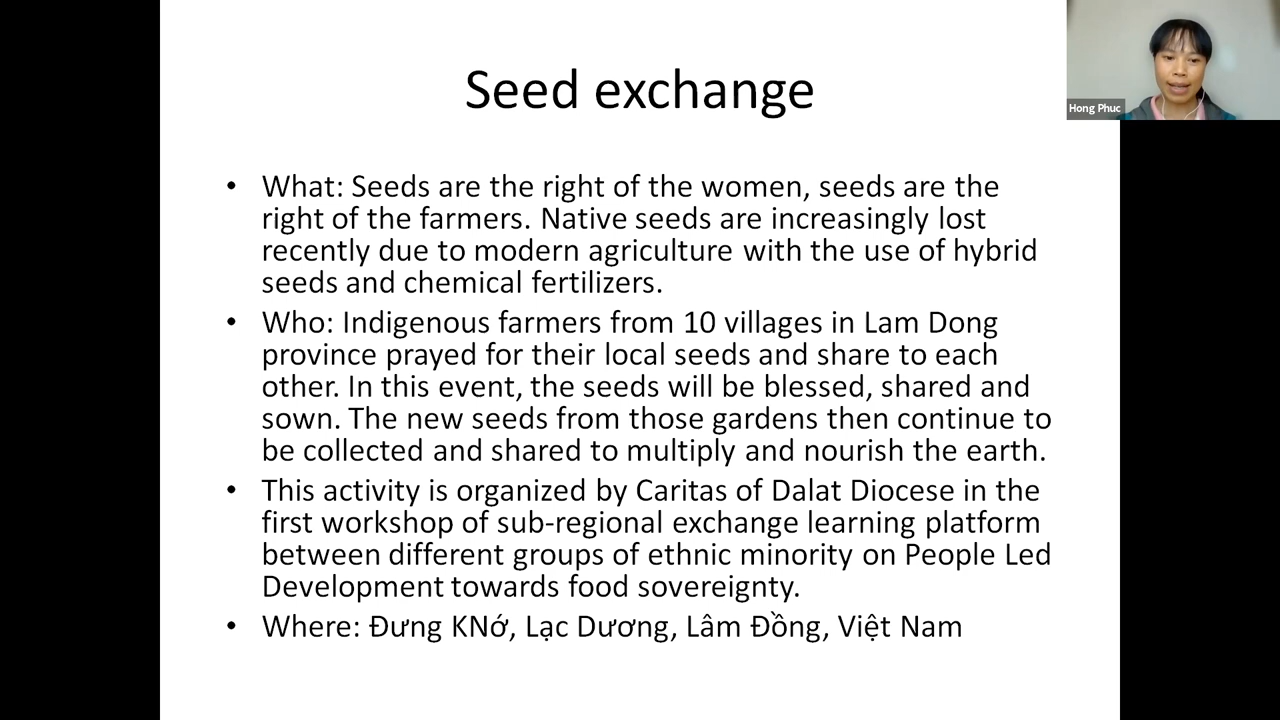 Seed exchange
Hong Phuc
• What: Seeds are the right of the women, seeds are the
right of the farmers. Native seeds are increasingly lost
recently due to modern agriculture with the use of hybrid
seeds and chemical fertilizers.
• Who: Indigenous farmers from 10 villages in Lam Dong
province prayed for their local seeds and share to each
other. In this event, the seeds will be blessed, shared and
sown. The new seeds from those gardens then continue to
be collected and shared to multiply and nourish the earth.
• This activity is organized by Caritas of Dalat Diocese in the
first workshop of sub-regional exchange learning platform
between different groups of ethnic minority on People Led
Development towards food sovereignty.
• Where: Đưng KNớ, Lạc Dương, Lâm Đồng, Việt Nam